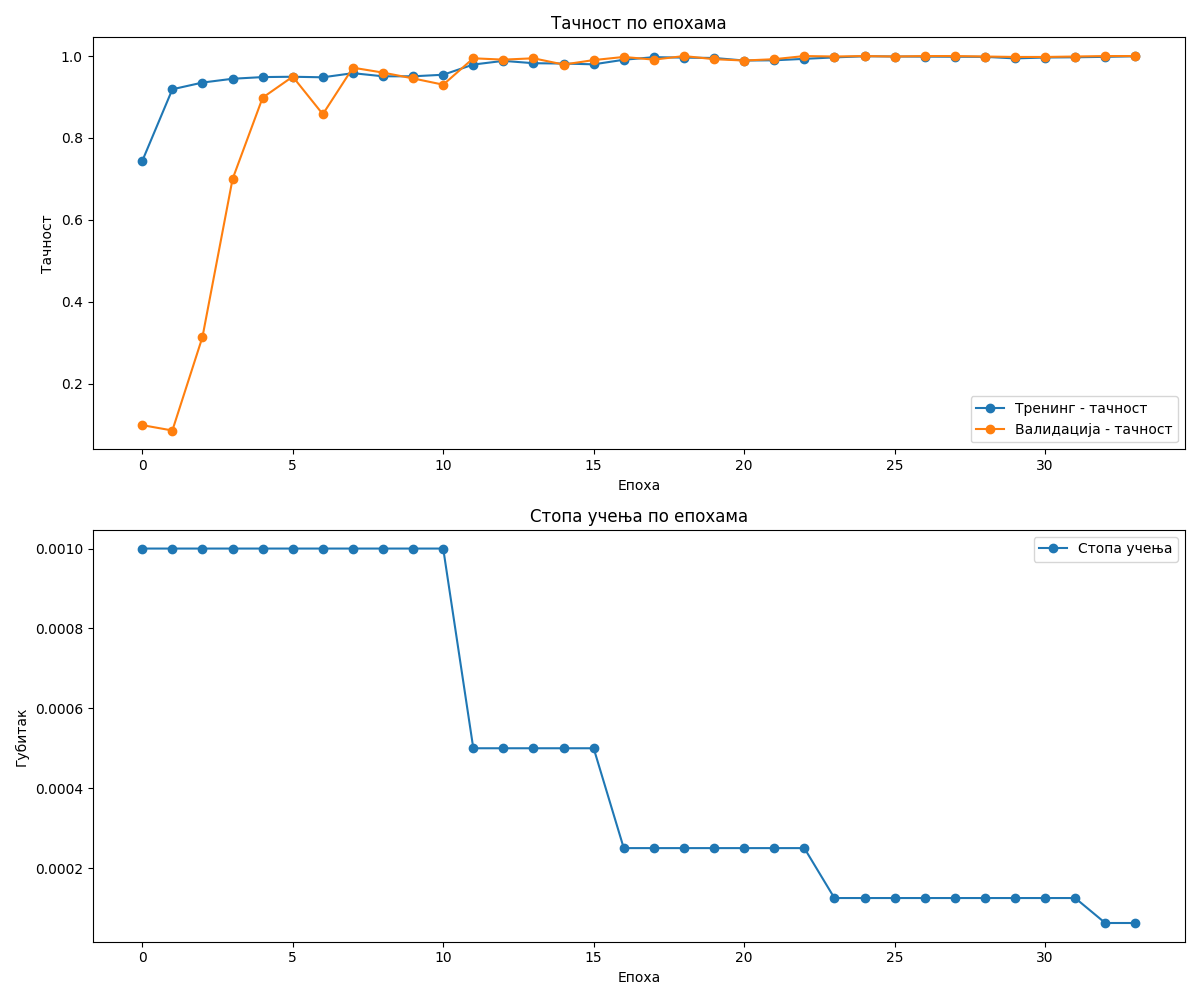 Тачност по епохама
1.0
0.8
0.6
0.4
0.2
Тачност
Тренинг - тачност
Валидација - тачност
0 5 10 15 20 25 30
Епоха
Стопа учења по епохама
0.0010
0.0008
0.0006
0.0004
0.0002
Губитак
Стопа учења
0 5 10 15 20 25 30
Епоха